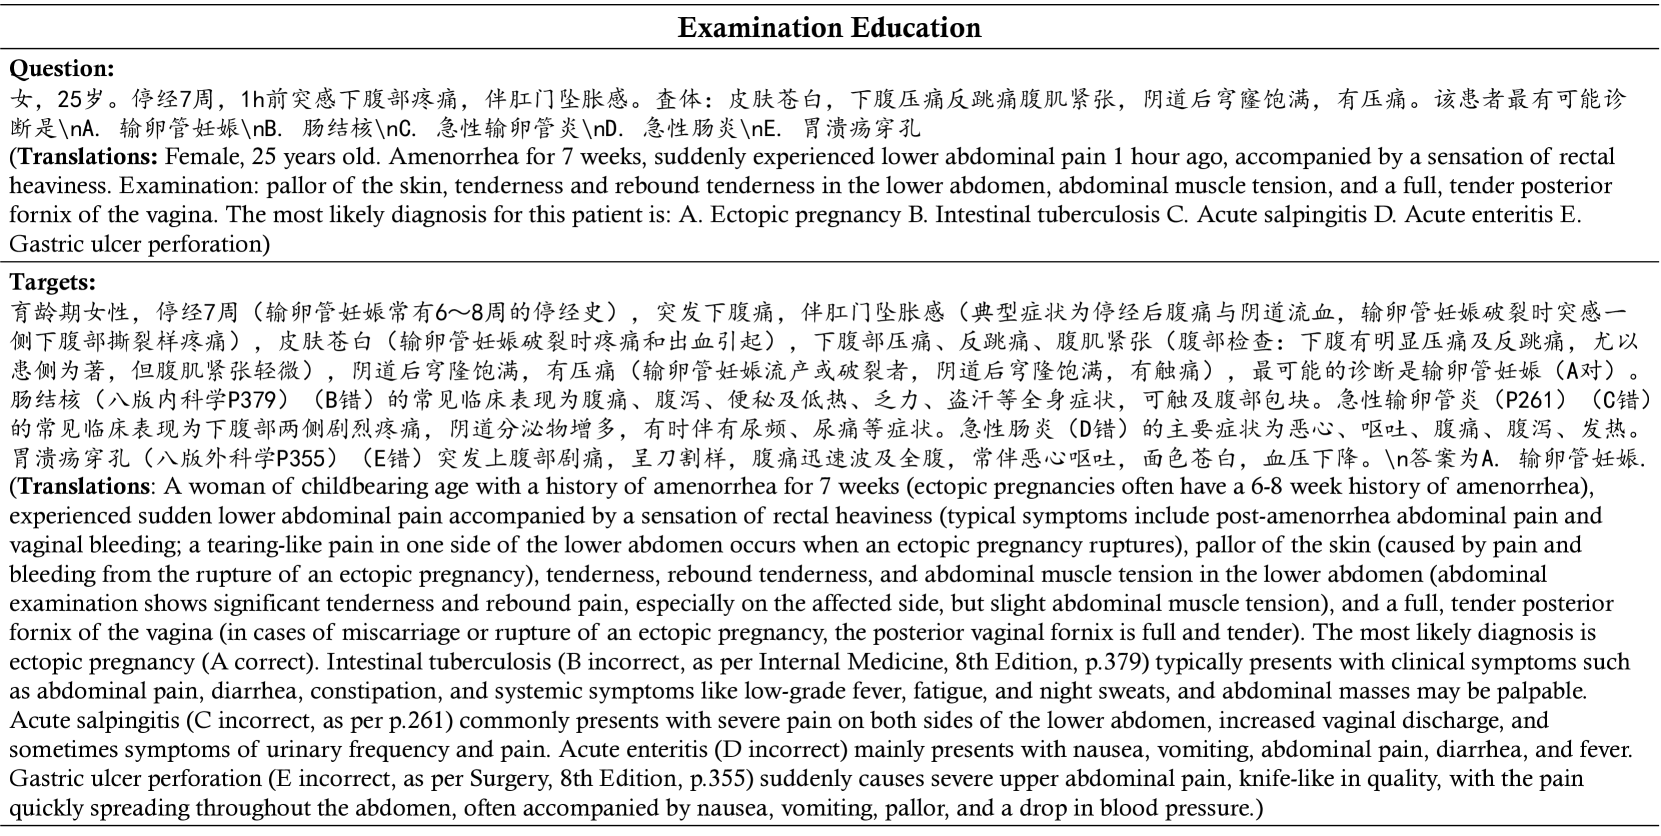 Examination Education
Question:
女，25岁。停经7周，1h前突感下腹部疼痛，伴肛门坠胀感。查体：皮肤苍白，下腹压痛反跳痛腹肌紧张，阴道后穹窿饱满，有压痛。该患者最有可能诊
断是\nA. 输卵管妊娠\nB. 肠结核\nC. 急性输卵管炎\nD. 急性肠炎\nE. 胃溃疡穿孔
(Translations: Female, 25 years old. Amenorrhea for 7 weeks, suddenly experienced lower abdominal pain 1 hour ago, accompanied by a sensation of rectal
heaviness. Examination: pallor of the skin, tenderness and rebound tenderness in the lower abdomen, abdominal muscle tension, and a full, tender posterior
fornix of the vagina. The most likely diagnosis for this patient is: A. Ectopic pregnancy B. Intestinal tuberculosis C. Acute salpingitis D. Acute enteritis E.
Gastric ulcer perforation)
Targets:
育龄期女性，停经7周（输卵管妊娠常有6～8周的停经史），突发下腹痛，伴肛门坠胀感（典型症状为停经后腹痛与阴道流血，输卵管妊娠破裂时突感一
侧下腹部撕裂样疼痛），皮肤苍白（输卵管妊娠破裂时疼痛和出血引起），下腹部压痛、反跳痛、腹肌紧张（腹部检查：下腹有明显压痛及反跳痛，尤以
患侧为著，但腹肌紧张轻微），阴道后穹隆饱满，有压痛（输卵管妊娠流产或破裂者，阴道后穹隆饱满，有触痛），最可能的诊断是输卵管妊娠（A对）。
肠结核（八版内科学P379）（B错）的常见临床表现为腹痛、腹泻、便秘及低热、乏力、盗汗等全身症状，可触及腹部包块。急性输卵管炎（P261）（C错）
的常见临床表现为下腹部两侧剧烈疼痛，阴道分泌物增多，有时伴有尿频、尿痛等症状。急性肠炎（D错）的主要症状为恶心、呕吐、腹痛、腹泻、发热。
胃溃疡穿孔（八版外科学P355）（E错）突发上腹部剧痛，呈刀割样，腹痛迅速波及全腹，常伴恶心呕吐，面色苍白，血压下降。\n答案为A. 输卵管妊娠.
(Translations: A woman of childbearing age with a history of amenorrhea for 7 weeks (ectopic pregnancies often have a 6-8 week history of amenorrhea),
experienced sudden lower abdominal pain accompanied by a sensation of rectal heaviness (typical symptoms include post-amenorrhea abdominal pain and
vaginal bleeding; a tearing-like pain in one side of the lower abdomen occurs when an ectopic pregnancy ruptures), pallor of the skin (caused by pain and
bleeding from the rupture of an ectopic pregnancy), tenderness, rebound tenderness, and abdominal muscle tension in the lower abdomen (abdominal
examination shows significant tenderness and rebound pain, especially on the affected side, but slight abdominal muscle tension), and a full, tender posterior
fornix of the vagina (in cases of miscarriage or rupture of an ectopic pregnancy, the posterior vaginal fornix is full and tender). The most likely diagnosis is
ectopic pregnancy (A correct). Intestinal tuberculosis (B incorrect, as per Internal Medicine, 8th Edition, p.379) typically presents with clinical symptoms such
as abdominal pain, diarrhea, constipation, and systemic symptoms like low-grade fever, fatigue, and night sweats, and abdominal masses may be palpable.
Acute salpingitis (C incorrect, as per p.261) commonly presents with severe pain on both sides of the lower abdomen, increased vaginal discharge, and
sometimes symptoms of urinary frequency and pain. Acute enteritis (D incorrect) mainly presents with nausea, vomiting, abdominal pain, diarrhea, and fever.
Gastric ulcer perforation (E incorrect, as per Surgery, 8th Edition, p.355) suddenly causes severe upper abdominal pain, knife-like in quality, with the pain
quickly spreading throughout the abdomen, often accompanied by nausea, vomiting, pallor, and a drop in blood pressure.)